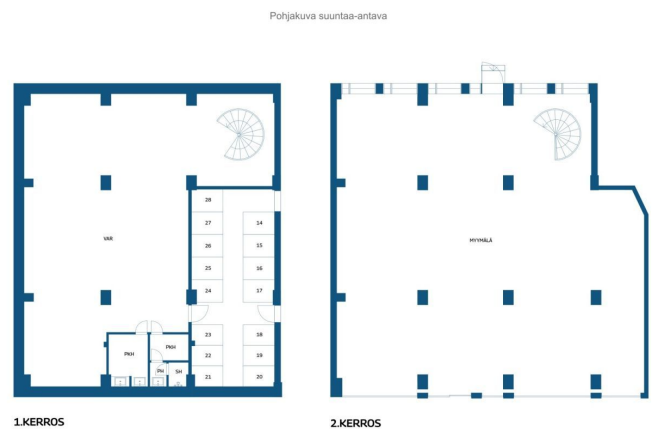 Pohjakuva suuntaa-antava
28
27
14
26
15
25
16
24
17
VAR
MYYMÄLÄ
23
18
22
19
21
20
PKH
PKH
PH
SH
1.KERROS
2.KERROS